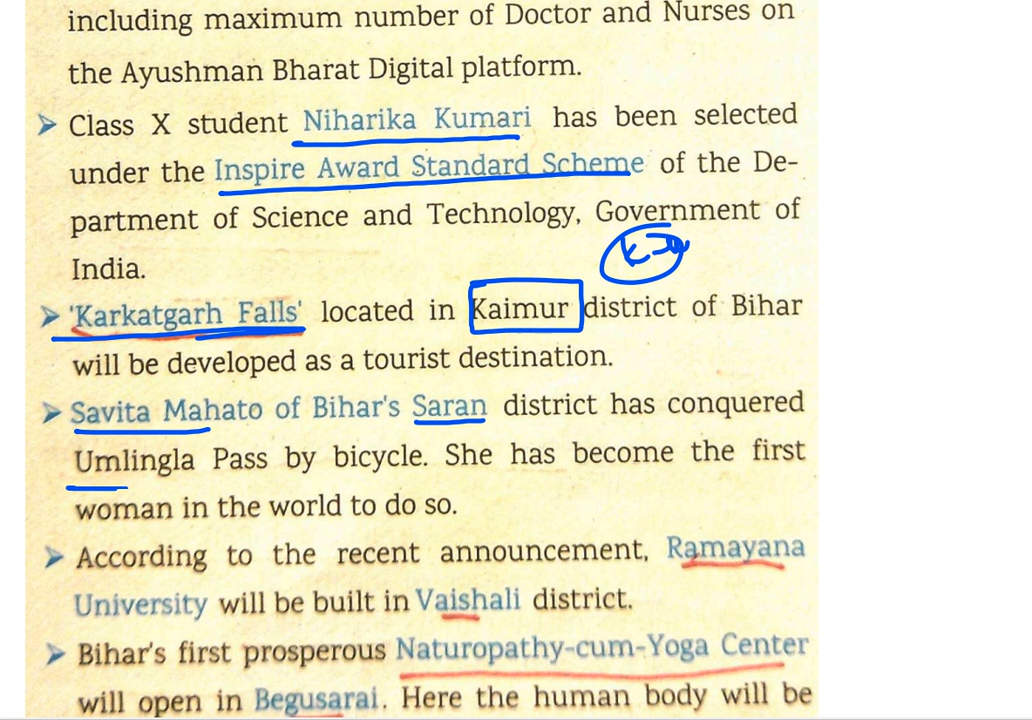 including maximum number of Doctor and Nurses on
the Ayushman Bharat Digital platform.
➤ Class X student Niharika Kumari has been selected
under the Inspire Award Standard Scheme of the De-
partment of Science and Technology, Government of
India.
➤ 'Karkatgarh Falls' located in Kaimur district of Bihar
will be developed as a tourist destination.
➤ Savita Mahato of Bihar's Saran district has conquered
Umlingla Pass by bicycle. She has become the first
woman in the world to do so.
➤ According to the recent announcement, Ramayana
University will be built in Vaishali district.
➤ Bihar's first prosperous Naturopathy-cum-Yoga Center
will open in Begusarai. Here the human body will be